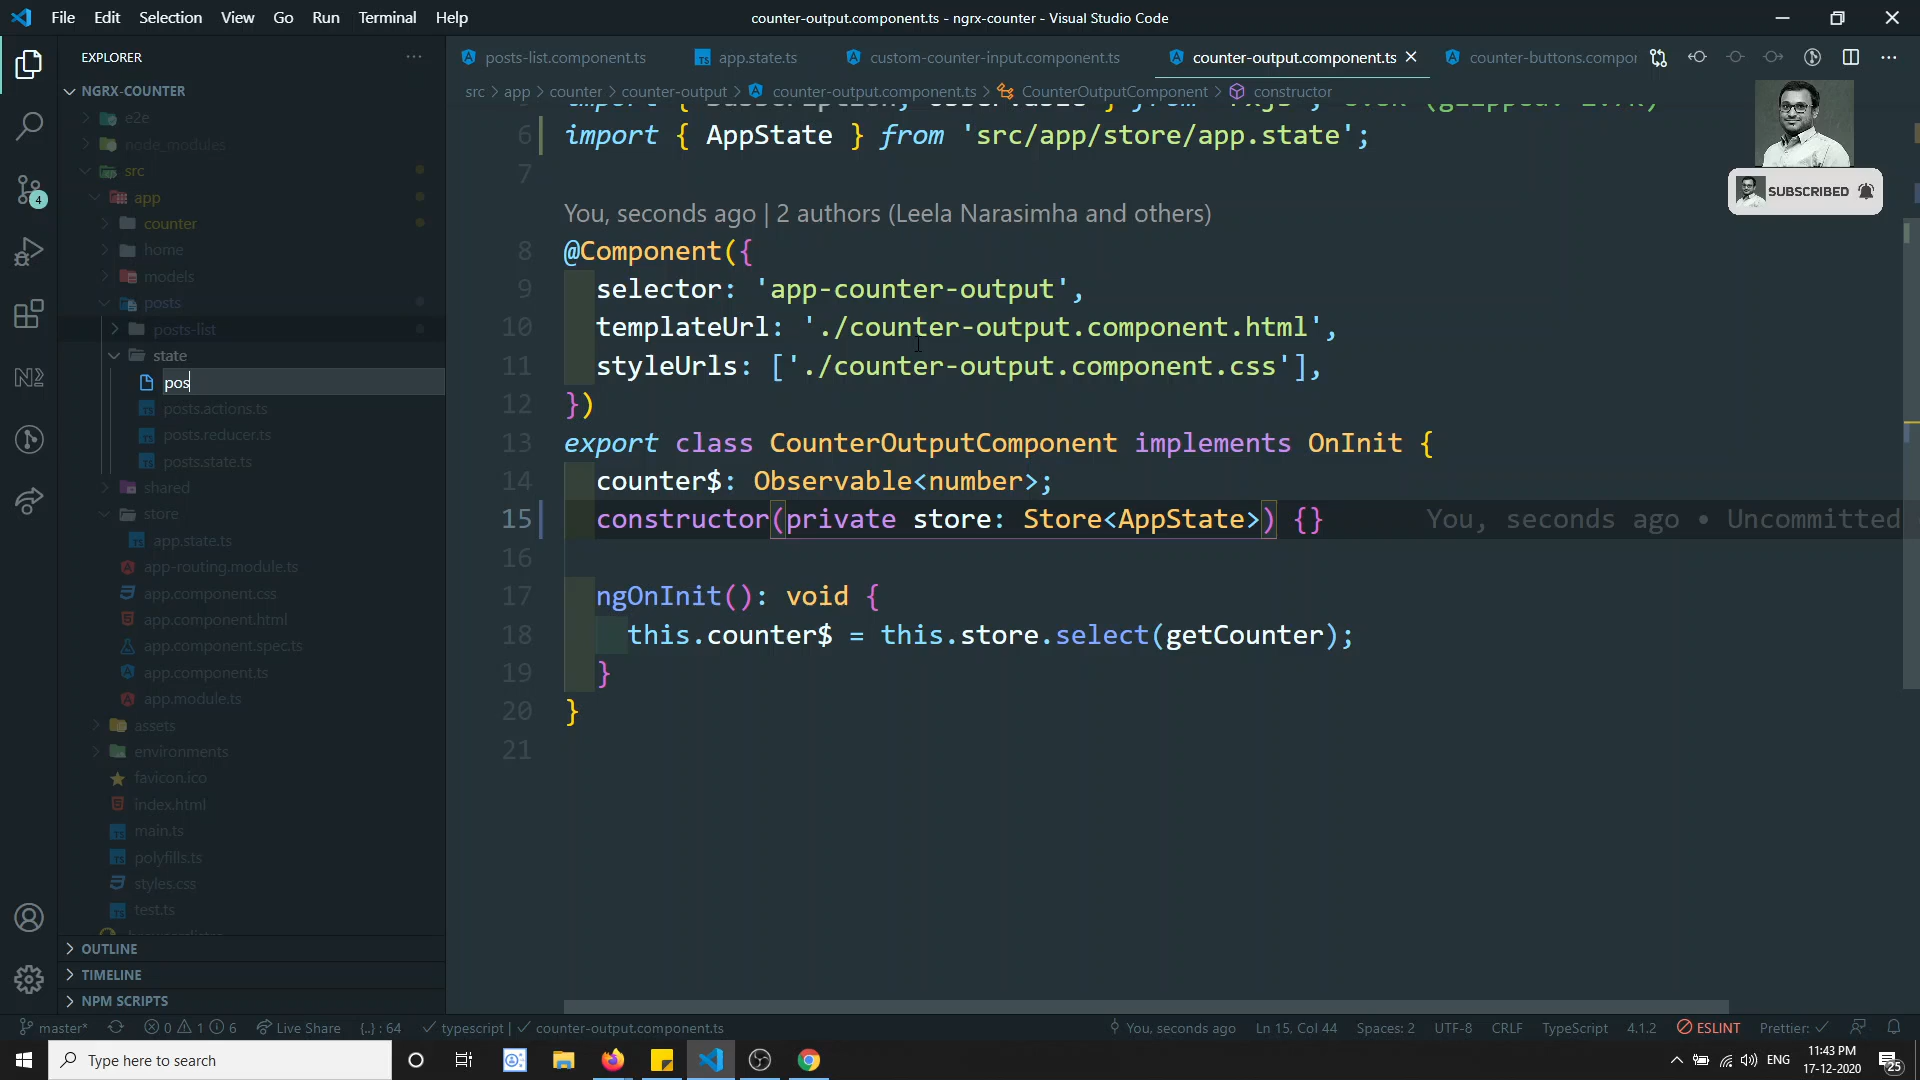 File Edit Selection View Go Run Terminal Help
counter-output.component.ts - ngrx-counter - Visual Studio Code
EXPLORER
posts-list.component.ts
app.state.ts
custom-counter-input.component.ts
counter-output.component.ts
counter-buttons.compor
NGRX-COUNTER
src > app > counter > counter-output > counter-output.component.ts > CounterOutputComponent > constructor
e2e
node_modules
src
app
counter
home
models
posts
posts-list
state
pos
posts.actions.ts
posts.reducer.ts
posts.state.ts
shared
store
app.state.ts
app-routing.module.ts
app.component.css
app.component.html
app.component.spec.ts
app.component.ts
app.module.ts
assets
environments
favicon.ico
index.html
main.ts
polyfills.ts
styles.css
test.ts
OUTLINE
TIMELINE
NPM SCRIPTS
6 import { AppState } from 'src/app/store/app.state';
7
You, seconds ago | 2 authors (Leela Narasimha and others)
8 @Component({
9 selector: 'app-counter-output',
10 templateUrl: './counter-output.component.html',
11 styleUrls: ['./counter-output.component.css'],
12 })
13 export class CounterOutputComponent implements OnInit {
14 counter$: Observable<number>;
15 constructor(private store: Store<AppState>) {} You, seconds ago • Uncommitted
16
17 ngOnInit(): void {
18 this.counter$ = this.store.select(getCounter);
19 }
20 }
21
SUBSCRIBED
4
master* 0 1 6 Live Share {..} : 64 typescript | counter-output.component.ts
You, seconds ago Ln 15, Col 44 Spaces: 2 UTF-8 CRLF TypeScript 4.1.2 ESLINT Prettier:
Type here to search
ENG
11:43 PM
17-12-2020
25